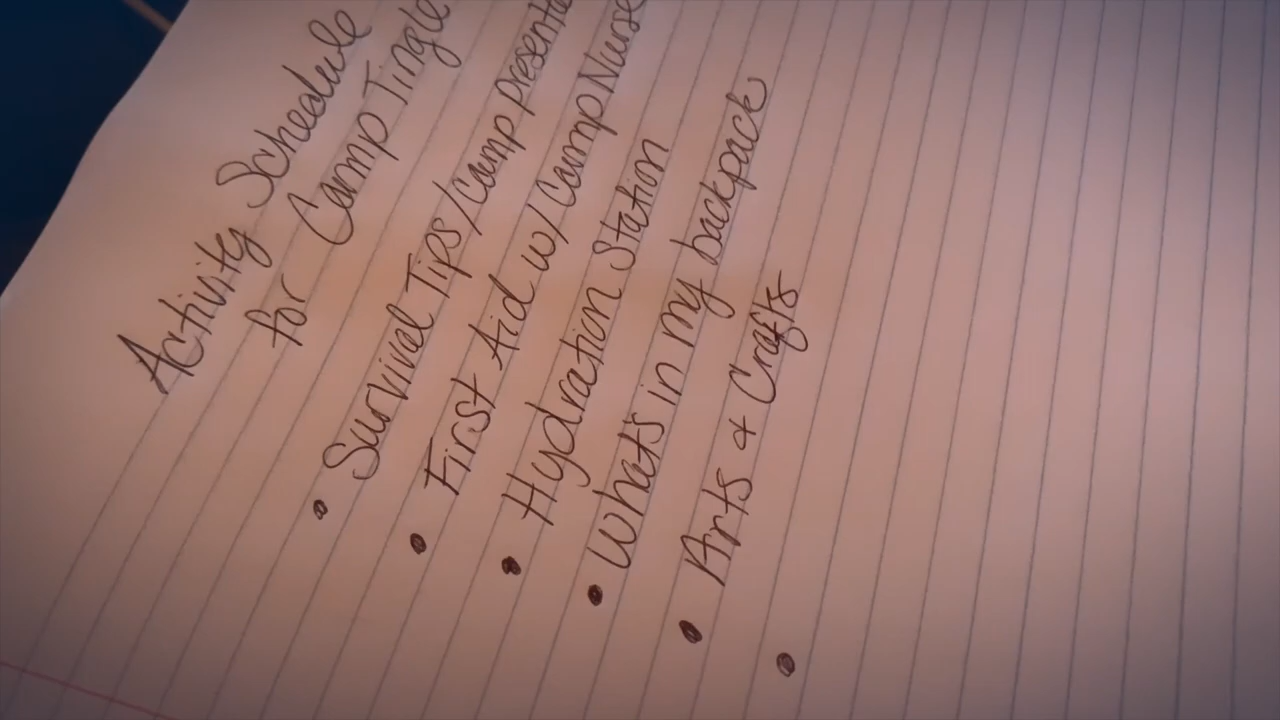 Activity Schedule
for Camp Tingle
• Survival Tips/Camp Presenta
• First Aid w/ Camp Nurse
• Hydration Station
• What's in my backpack
• Arts & Crafts
•